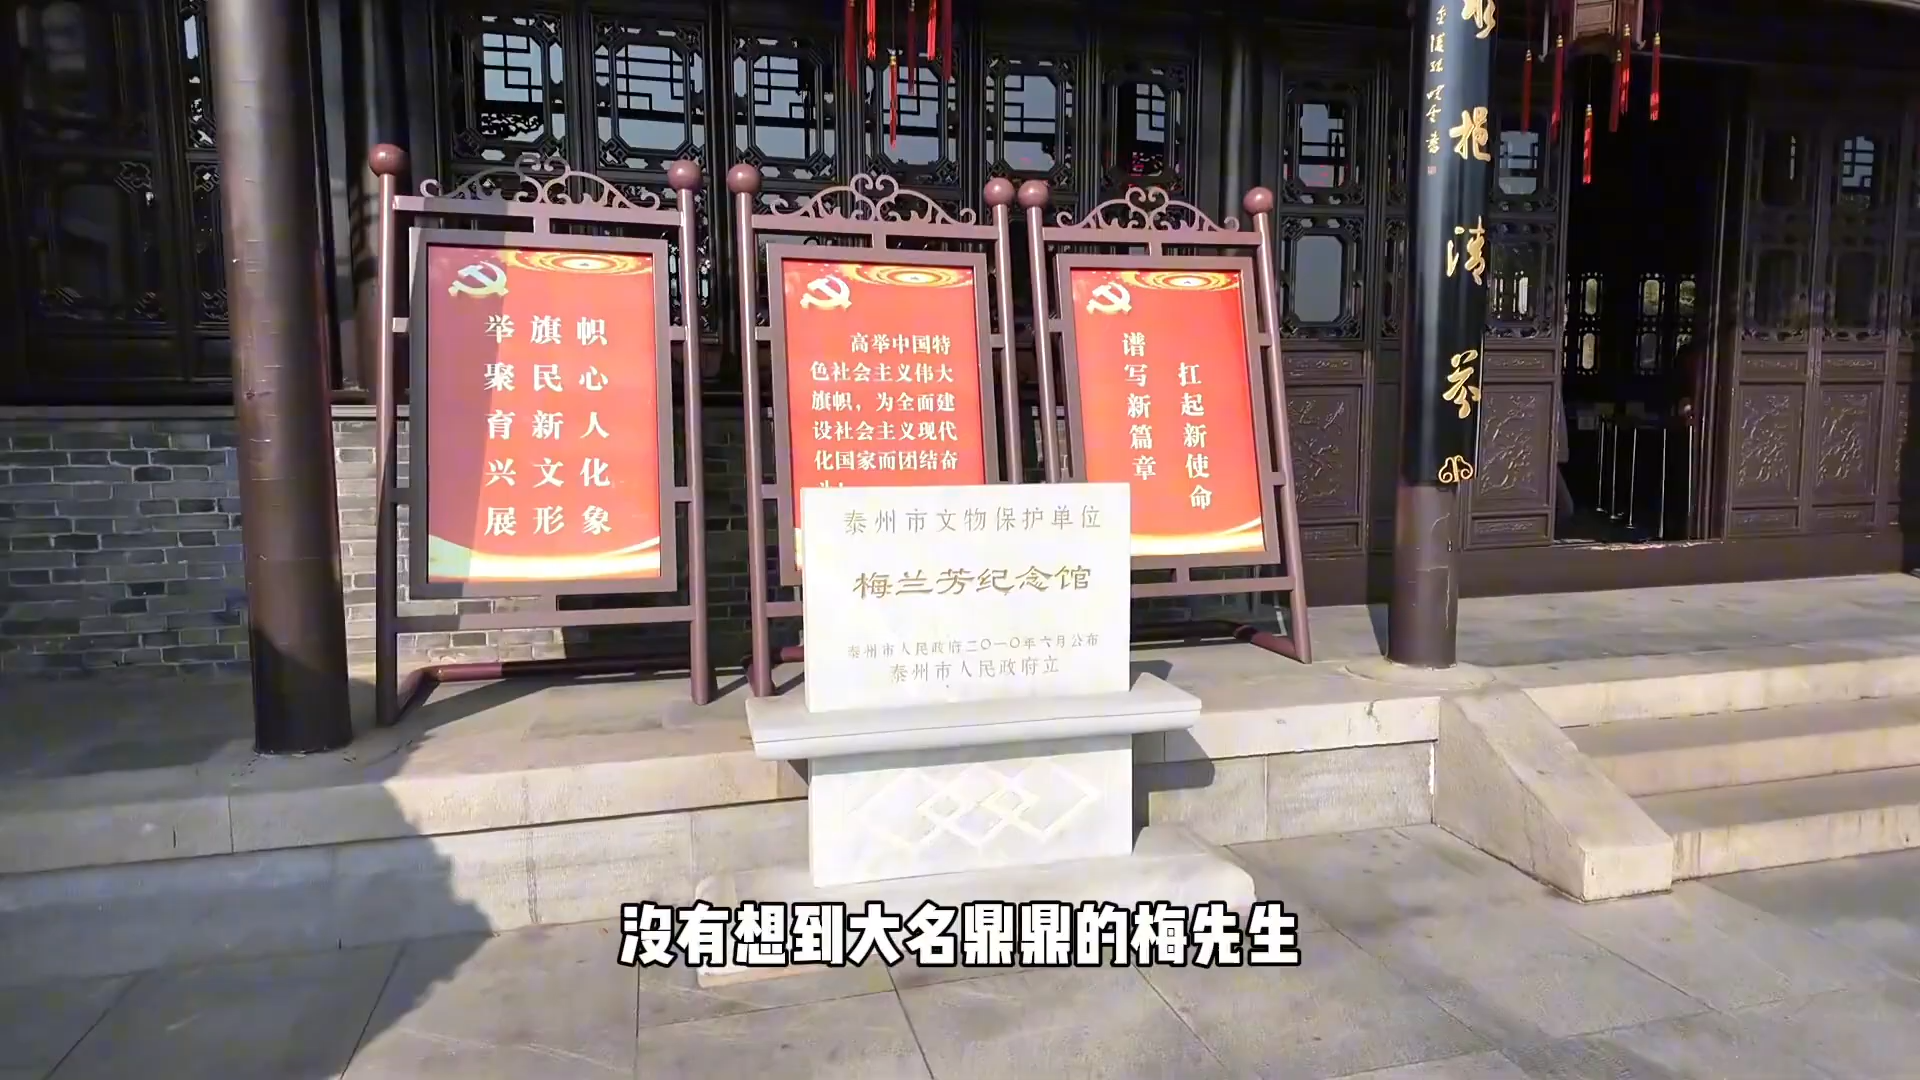 举旗帜
聚民心
育新人
兴文化
展形象
高举中国特
色社会主义伟大
旗帜，为全面建
设社会主义现代
化国家而团结奋
扛起新使命
谱写新篇章
挹清芬
泰州市文物保护单位
梅兰芳纪念馆
泰州市人民政府二〇一〇年六月公布
泰州市人民政府立
没有想到大名鼎鼎的梅先生